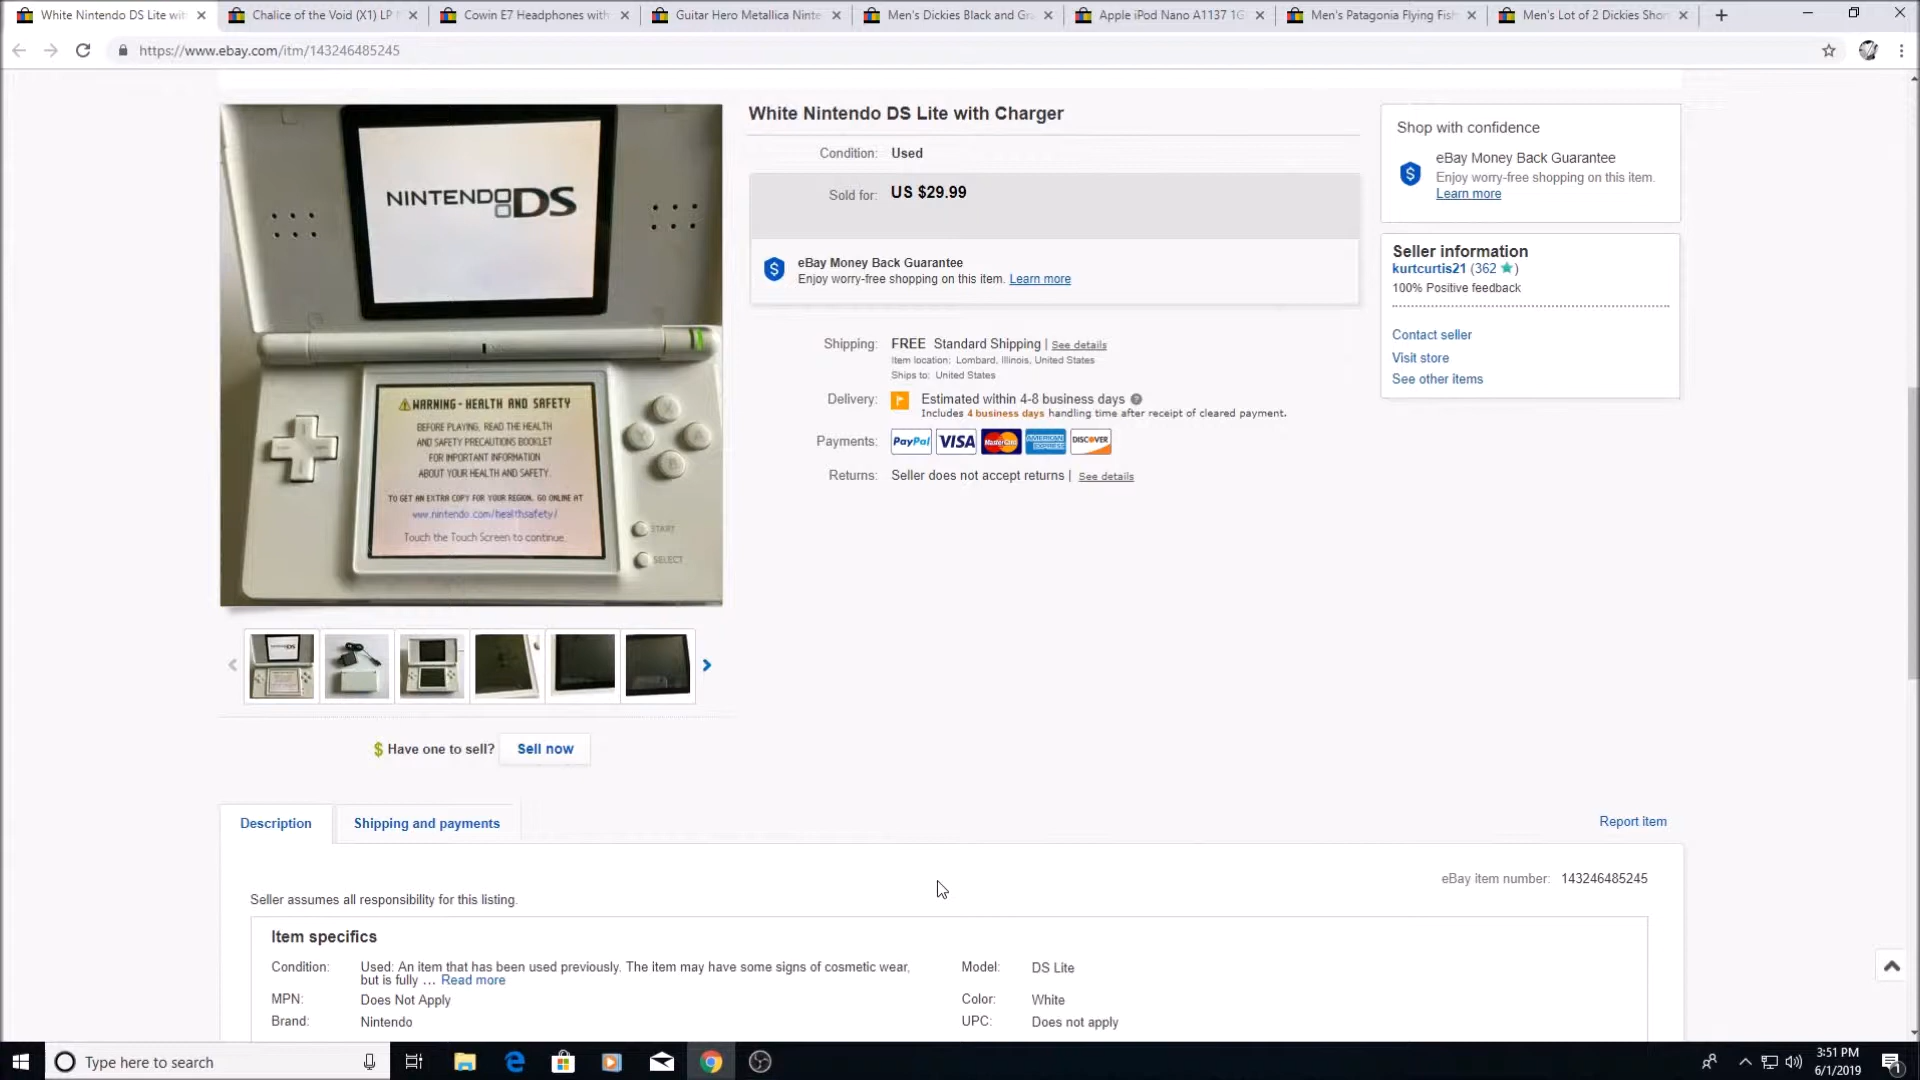 White Nintendo DS Lite wit
Chalice of the Void (X1) LP
Cowin E7 Headphones with
Guitar Hero Metallica Ninte
Men's Dickies Black and Gr
Apple iPod Nano A1137 1G
Men's Patagonia Flying Fish
Men's Lot of 2 Dickies Shor
https://www.ebay.com/itm/143246485245
White Nintendo DS Lite with Charger
Condition: Used
Sold for: US $29.99
eBay Money Back Guarantee
Enjoy worry-free shopping on this item. Learn more
Shipping: FREE Standard Shipping | See details
Item location: Lombard, Illinois, United States
Ships to: United States
Delivery: Estimated within 4-8 business days
Includes 4 business days handling time after receipt of cleared payment.
Payments: PayPal VISA MasterCard AMERICAN EXPRESS DISCOVER
Returns: Seller does not accept returns | See details
Shop with confidence
eBay Money Back Guarantee
Enjoy worry-free shopping on this item.
Learn more
Seller information
kurtcurtis21 (362 )
100% Positive feedback
Contact seller
Visit store
See other items
NINTENDO DS
WARNING - HEALTH AND SAFETY
BEFORE PLAYING, READ THE HEALTH
AND SAFETY PRECAUTIONS BOOKLET
FOR IMPORTANT INFORMATION
ABOUT YOUR HEALTH AND SAFETY.
TO GET AN EXTRA COPY FOR YOUR REGION, GO ONLINE AT
www.nintendo.com/healthsafety/
Touch the Touch Screen to continue.
X
Y
A
B
START
SELECT
$ Have one to sell? Sell now
Description
Shipping and payments
Report item
eBay item number: 143246485245
Seller assumes all responsibility for this listing.
Item specifics
Condition: Used: An item that has been used previously. The item may have some signs of cosmetic wear,
but is fully ... Read more
Model: DS Lite
MPN: Does Not Apply
Color: White
Brand: Nintendo
UPC: Does not apply
Type here to search
3:51 PM
6/1/2019
1